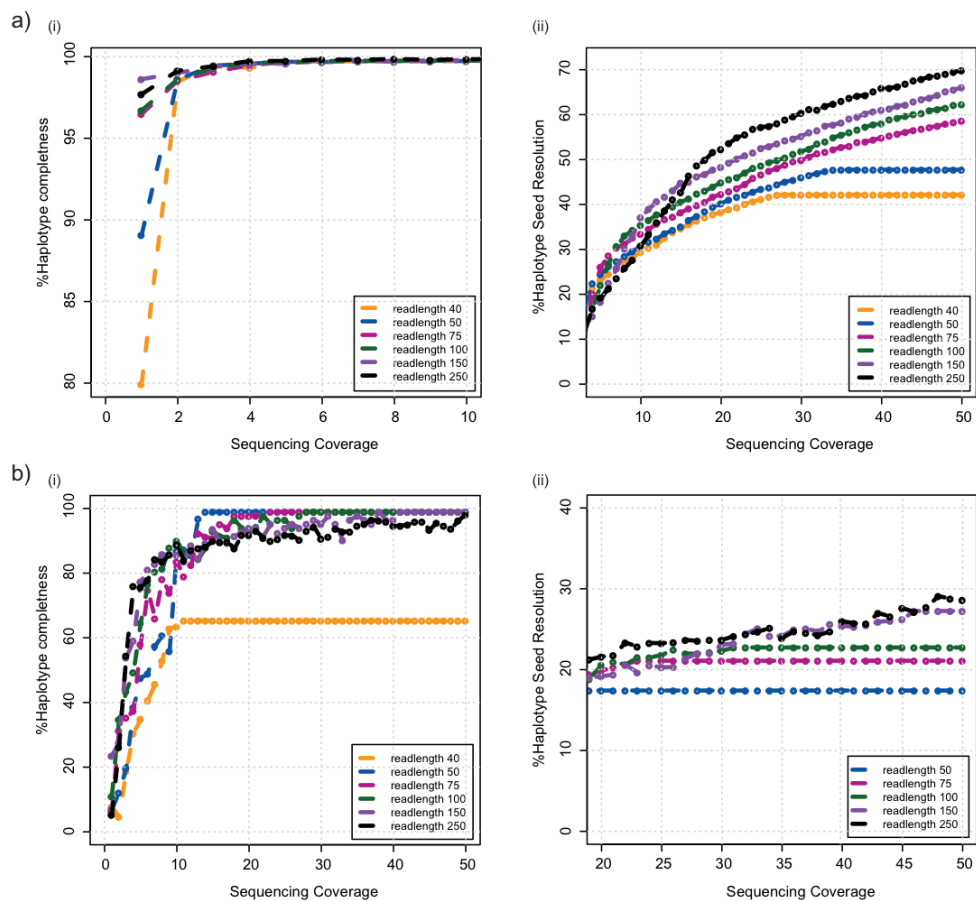 a)
(i)
%Haplotype completeness
100
95
90
85
80
0
2
4
6
8
10
Sequencing Coverage
readlength 40
readlength 50
readlength 75
readlength 100
readlength 150
readlength 250
(ii)
%Haplotype Seed Resolution
70
60
50
40
30
20
10
0
10
20
30
40
50
Sequencing Coverage
readlength 40
readlength 50
readlength 75
readlength 100
readlength 150
readlength 250
b)
(i)
%Haplotype completness
100
80
60
40
20
0
0
10
20
30
40
50
Sequencing Coverage
readlength 40
readlength 50
readlength 75
readlength 100
readlength 150
readlength 250
(ii)
%Haplotype Seed Resolution
40
30
20
10
0
20
25
30
35
40
45
50
Sequencing Coverage
readlength 50
readlength 75
readlength 100
readlength 150
readlength 250